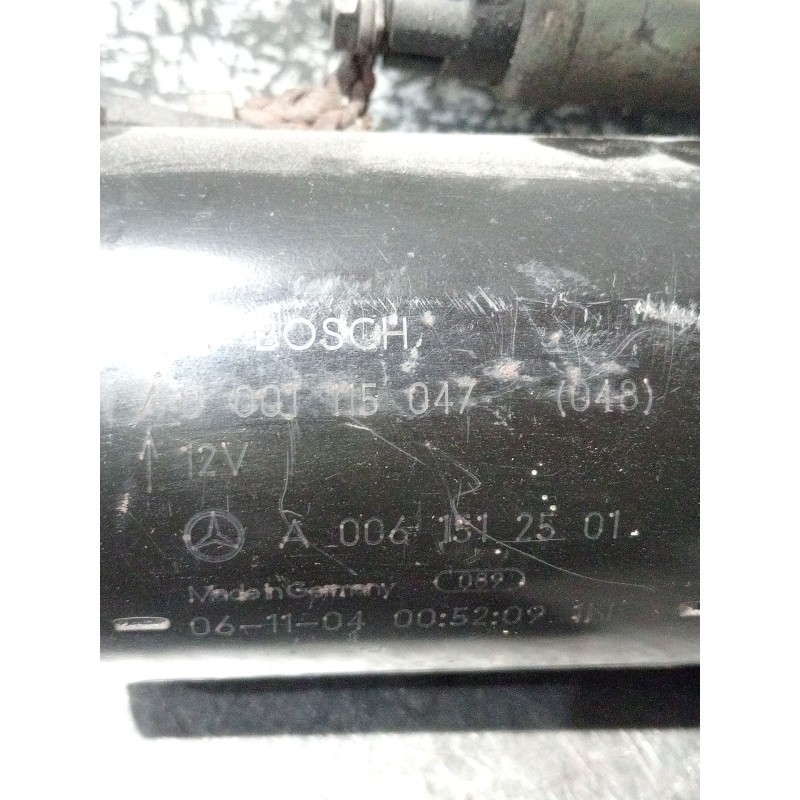 BOSCH
0 001 115 047 (048)
12V
A 006 151 25 01
Made in Germany 089
06-11-04 00:52:09